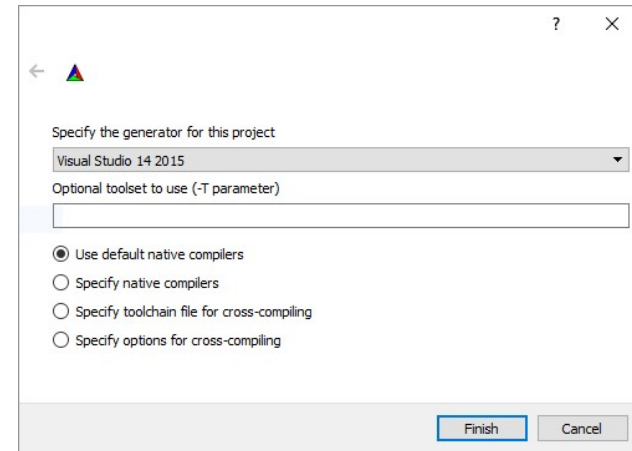 ?
Specify the generator for this project
Visual Studio 14 2015
Optional toolset to use (-T parameter)
Use default native compilers
Specify native compilers
Specify toolchain file for cross-compiling
Specify options for cross-compiling
Finish Cancel